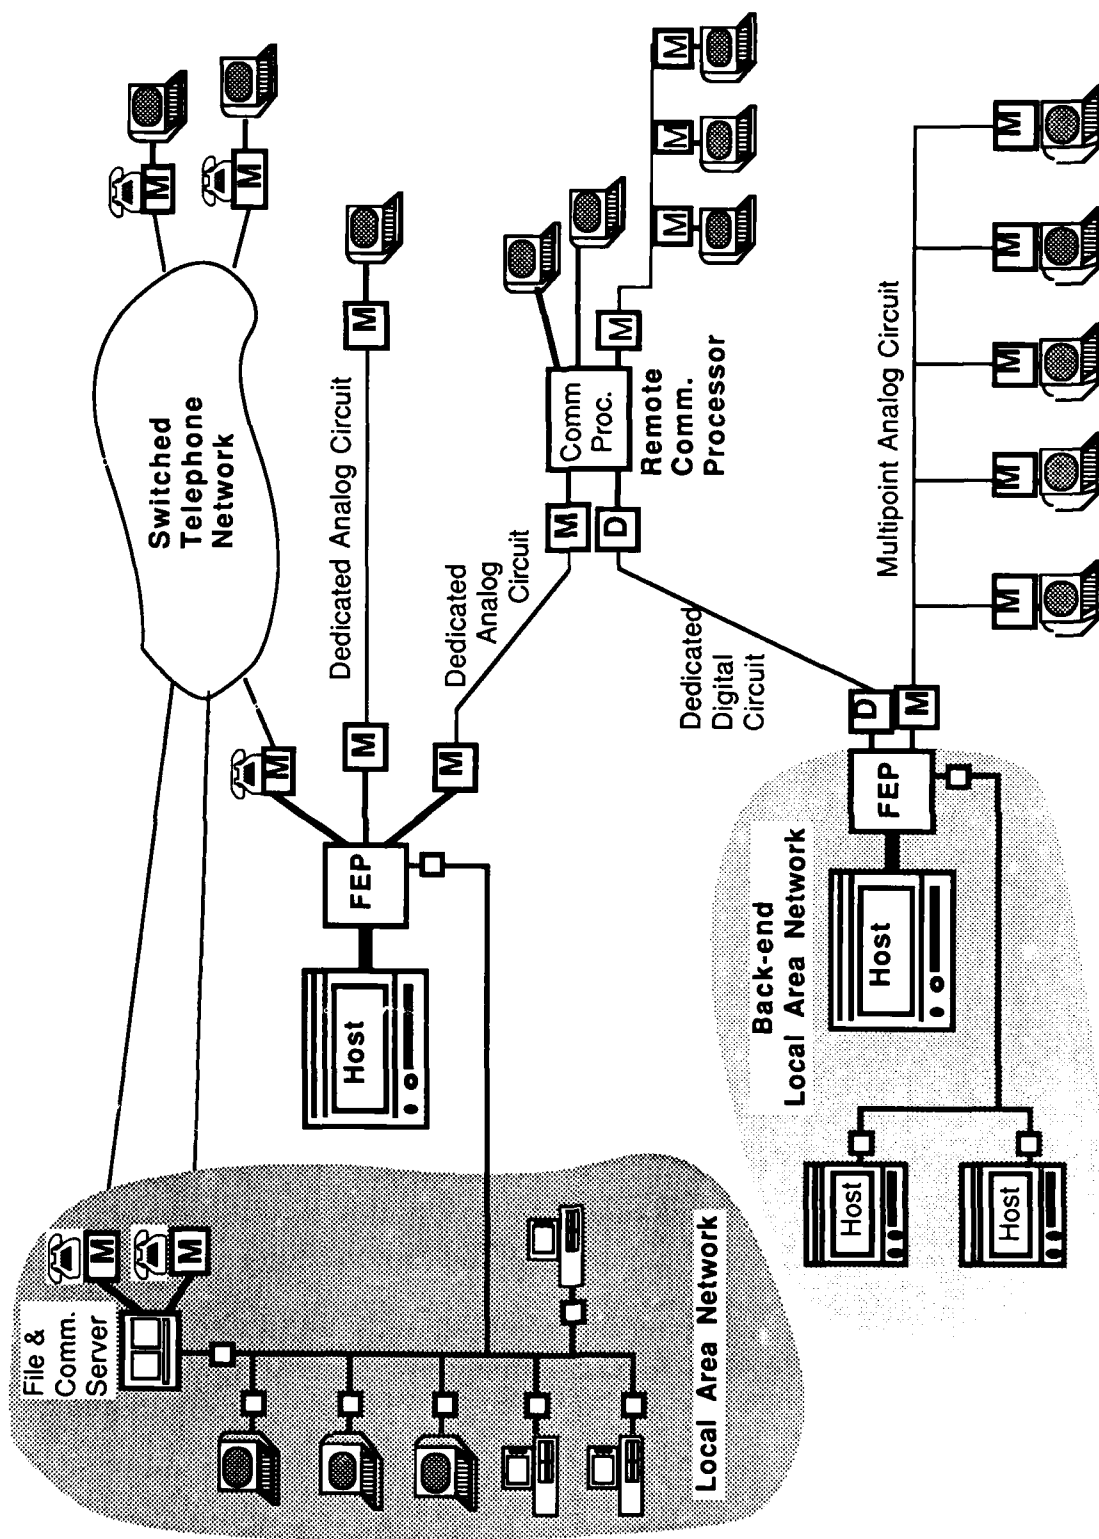 File &
Comm.
Server
M
M
M
M
Switched
Telephone
Network
M
Dedicated Analog Circuit
Host
FEP
M
M
Dedicated
Analog
Circuit
M
M
D
Comm
Proc.
M
Remote
Comm.
Processor
M
M
M
Dedicated
Digital
Circuit
Local Area Network
Back-end
Local Area Network
Host
Host
Host
FEP
D
M
Multipoint Analog Circuit
M
M
M
M
M